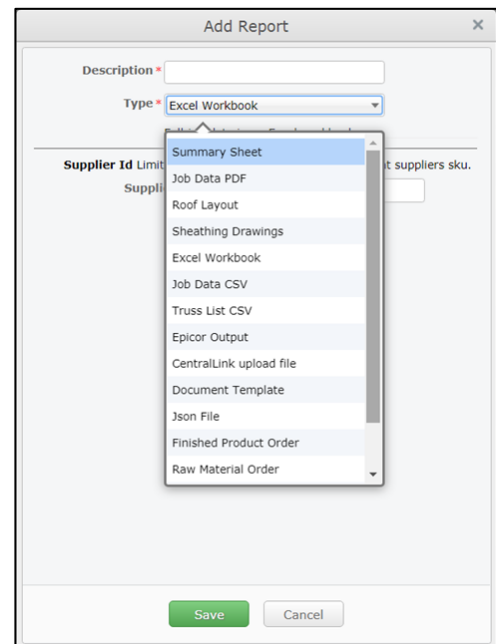 Add Report ×
Description *
Type * Excel Workbook
Supplier Id Limit t suppliers sku.
Suppli
Summary Sheet
Job Data PDF
Roof Layout
Sheathing Drawings
Excel Workbook
Job Data CSV
Truss List CSV
Epicor Output
CentralLink upload file
Document Template
Json File
Finished Product Order
Raw Material Order
Save Cancel